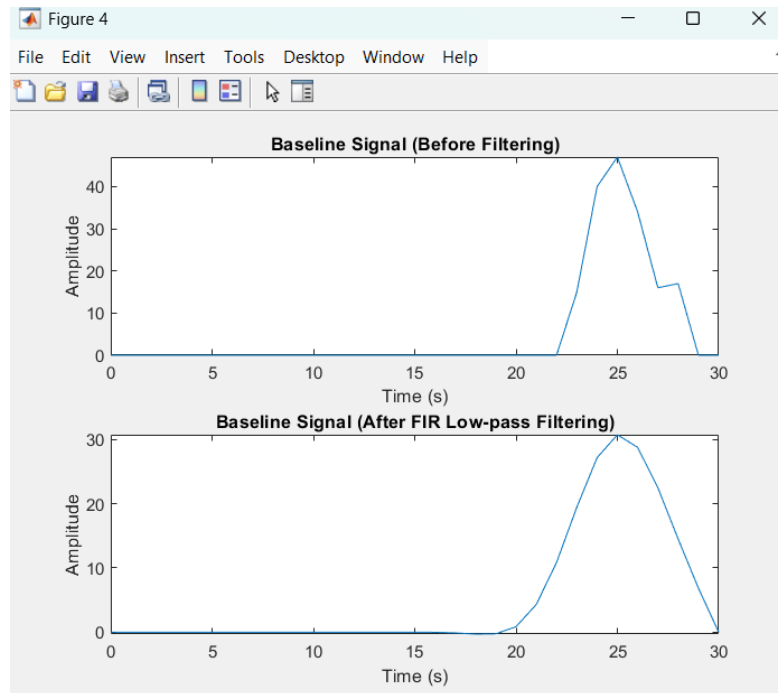 Figure 4
File Edit View Insert Tools Desktop Window Help
Baseline Signal (Before Filtering)
40
30
20
10
0
Amplitude
0 5 10 15 20 25 30
Time (s)
Baseline Signal (After FIR Low-pass Filtering)
30
20
10
0
Amplitude
0 5 10 15 20 25 30
Time (s)